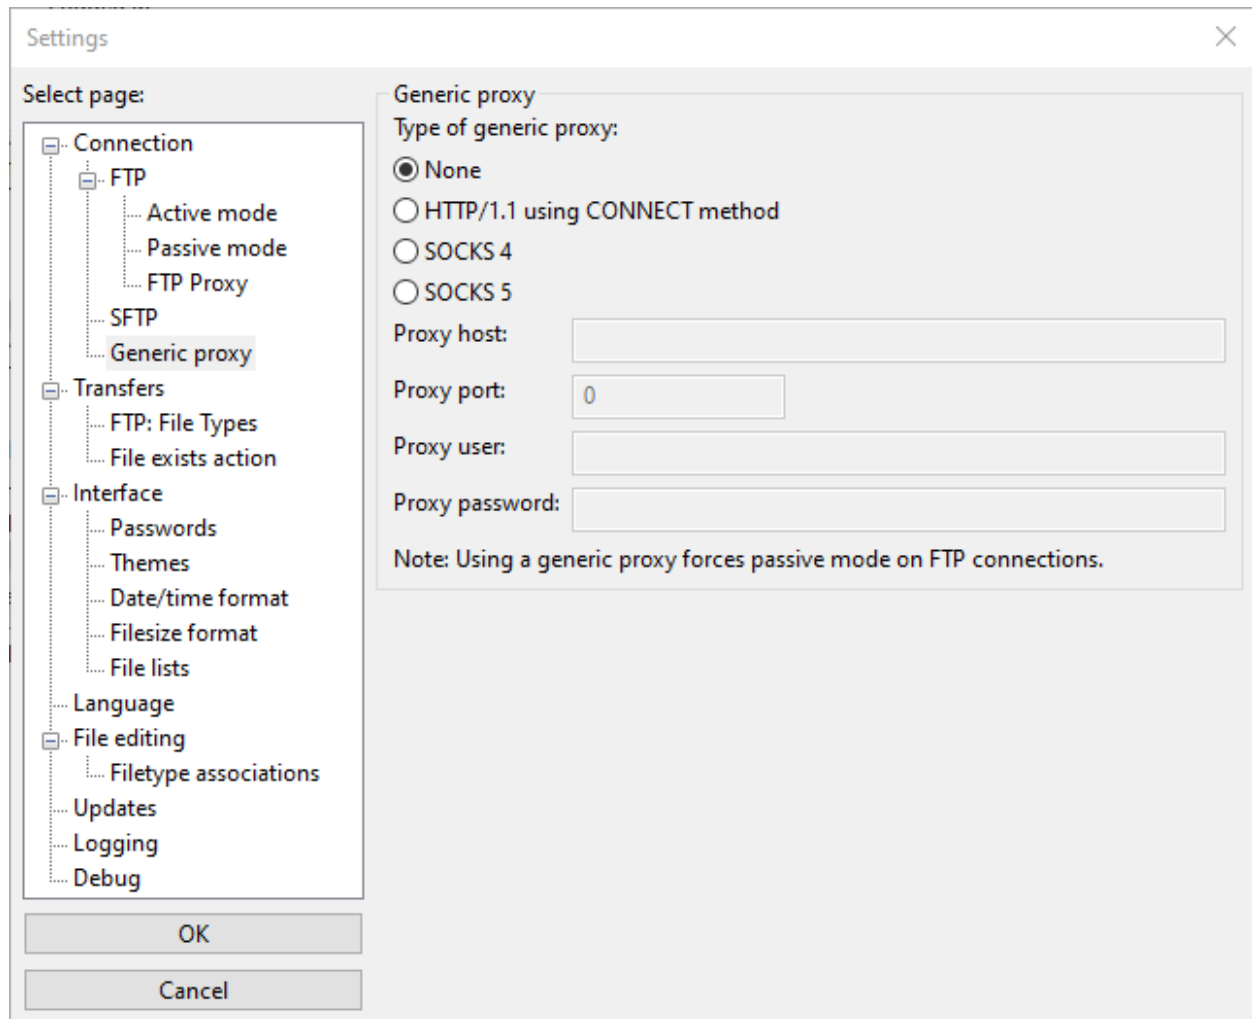 Settings
Select page:
Connection
FTP
Active mode
Passive mode
FTP Proxy
SFTP
Generic proxy
Transfers
FTP: File Types
File exists action
Interface
Passwords
Themes
Date/time format
Filesize format
File lists
Language
File editing
Filetype associations
Updates
Logging
Debug
OK
Cancel
Generic proxy
Type of generic proxy:
None
HTTP/1.1 using CONNECT method
SOCKS 4
SOCKS 5
Proxy host:
Proxy port: 0
Proxy user:
Proxy password:
Note: Using a generic proxy forces passive mode on FTP connections.